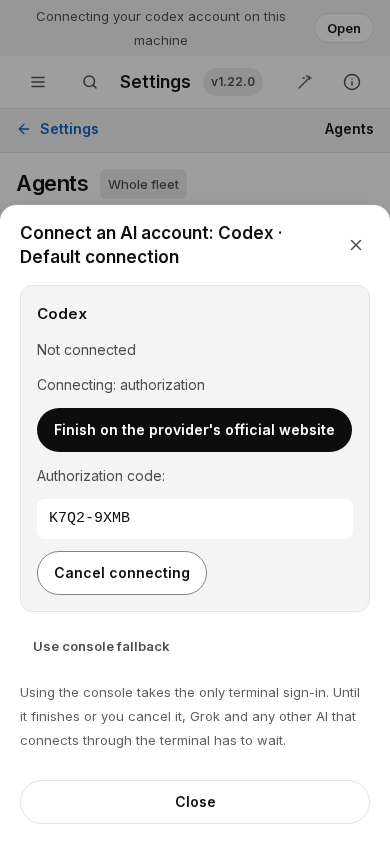 Connecting your codex account on this
machine
Open
Settings
v1.22.0
Settings
Agents
Agents
Whole fleet
Connect an AI account: Codex ·
Default connection
Codex
Not connected
Connecting: authorization
Finish on the provider's official website
Authorization code:
K7Q2-9XMB
Cancel connecting
Use console fallback
Using the console takes the only terminal sign-in. Until
it finishes or you cancel it, Grok and any other AI that
connects through the terminal has to wait.
Close